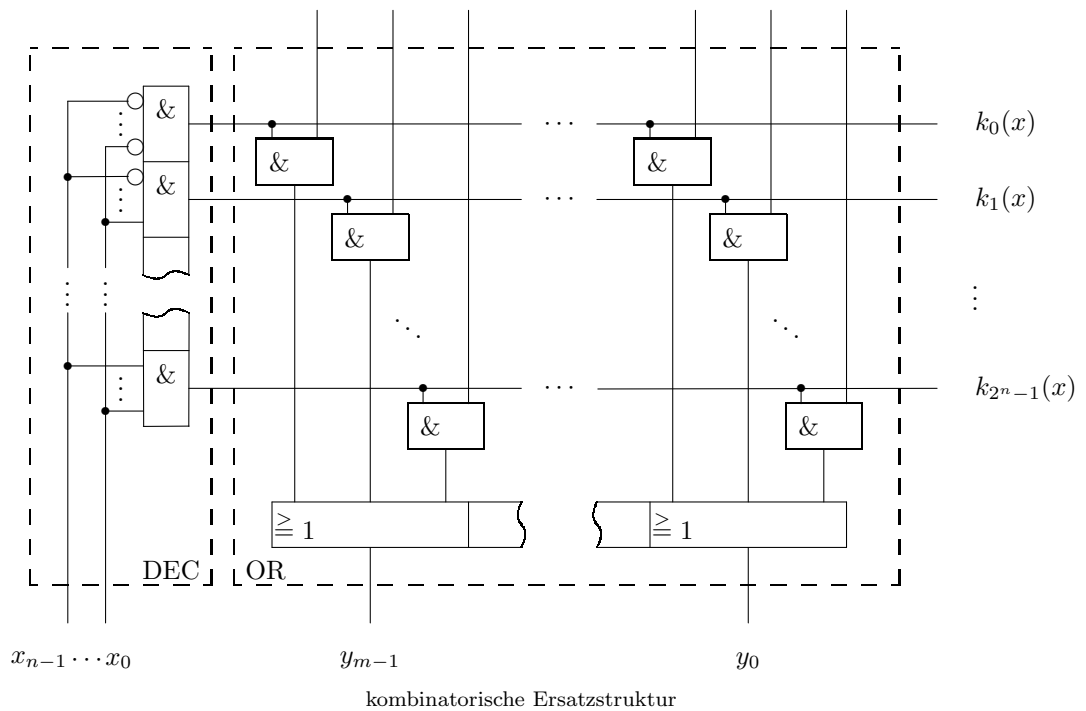 &
k_0(x)
& &
&
k_1(x)
& &
⋮
&
k_{2^n−1}(x)
& &
≧ 1 ≧ 1
DEC OR
x_{n−1} ⋯ x_0 y_{m−1} y_0
kombinatorische Ersatzstruktur